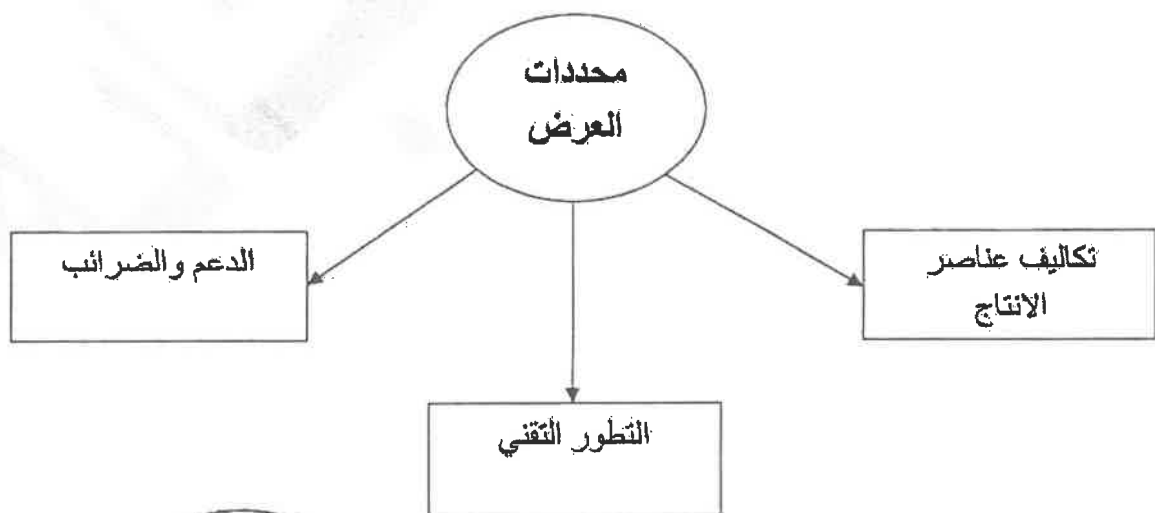 محددات
العرض
تكاليف عناصر
الانتاج
الدعم والضرائب
التطور التقني